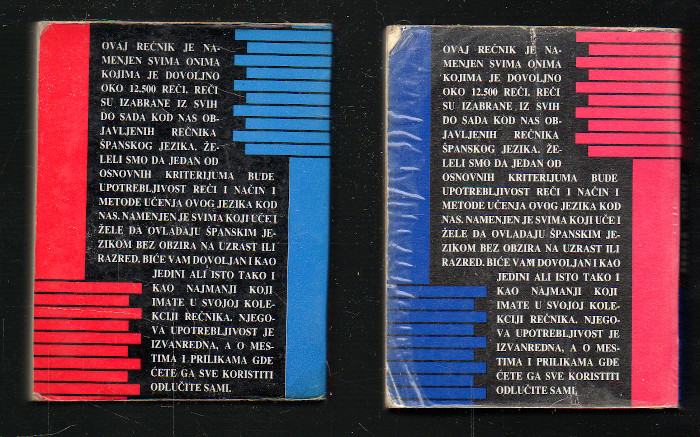 OVAJ REČNIK JE NA-
MENJEN SVIMA ONIMA
KOJIMA JE DOVOLJNO
OKO 12.500 REČI. REČI
SU IZABRANE IZ SVIH
DO SADA KOD NAS OB-
JAVLJENIH REČNIKA
ŠPANSKOG JEZIKA. ŽE-
LELI SMO DA JEDAN OD
OSNOVNIH KRITERIJUMA BUDE
UPOTREBLJIVOST REČI I NAČIN I
METODE UČENJA OVOG JEZIKA KOD
NAS. NAMENJEN JE SVIMA KOJI UČE I
ŽELE DA OVLADAJU ŠPANSKIM JE-
ZIKOM BEZ OBZIRA NA UZRAST ILI
RAZRED. BIĆE VAM DOVOLJAN I KAO
JEDINI ALI ISTO TAKO I
KAO NAJMANJI KOJI
IMATE U SVOJOJ KOLE-
KCIJI REČNIKA. NJEGO-
VA UPOTREBLJIVOST JE
IZVANREDNA, A O MES-
TIMA I PRILIKAMA GDE
ĆETE GA SVE KORISTITI
ODLUČITE SAMI.
OVAJ REČNIK JE NA-
MENJEN SVIMA ONIMA
KOJIMA JE DOVOLJNO
OKO 12.500 REČI. REČI
SU IZABRANE IZ SVIH
DO SADA KOD NAS OB-
JAVLJENIH REČNIKA
ŠPANSKOG JEZIKA. ŽE-
LELI SMO DA JEDAN OD
OSNOVNIH KRITERIJUMA BUDE
UPOTREBLJIVOST REČI I NAČIN I
METODE UČENJA OVOG JEZIKA KOD
NAS. NAMENJEN JE SVIMA KOJI UČE I
ŽELE DA OVLADAJU ŠPANSKIM JE-
ZIKOM BEZ OBZIRA NA UZRAST ILI
RAZRED. BIĆE VAM DOVOLJAN I KAO
JEDINI ALI ISTO TAKO I
KAO NAJMANJI KOJI
IMATE U SVOJOJ KOLE-
KCIJI REČNIKA. NJEGO-
VA UPOTREBLJIVOST JE
IZVANREDNA, A O MES-
TIMA I PRILIKAMA GDE
ĆETE GA SVE KORISTITI
ODLUČITE SAMI.